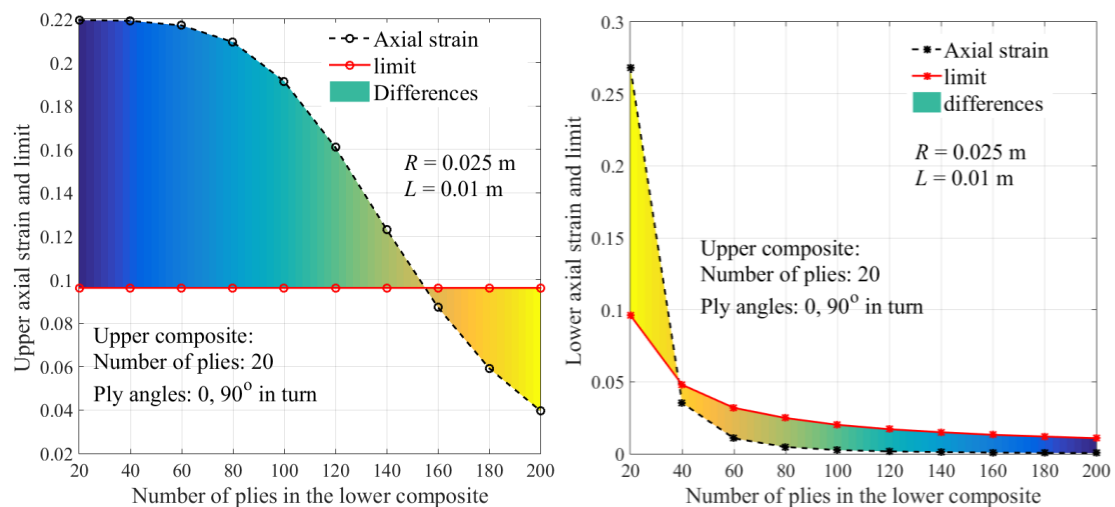 Upper axial strain and limit
0.22
0.2
0.18
0.16
0.14
0.12
0.1
0.08
0.06
0.04
0.02
Axial strain
limit
Differences
R = 0.025 m
L = 0.01 m
Upper composite:
Number of plies: 20
Ply angles: 0, 90° in turn
20 40 60 80 100 120 140 160 180 200
Number of plies in the lower composite
Lower axial strain and limit
0.3
0.25
0.2
0.15
0.1
0.05
0
Axial strain
limit
differences
R = 0.025 m
L = 0.01 m
Upper composite:
Number of plies: 20
Ply angles: 0, 90° in turn
20 40 60 80 100 120 140 160 180 200
Number of plies in the lower composite